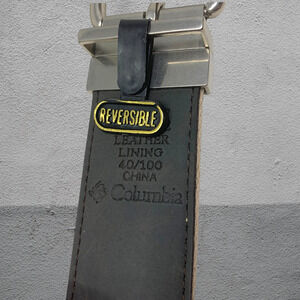 REVERSIBLE
LEATHER
LINING
40/100
CHINA
Columbia